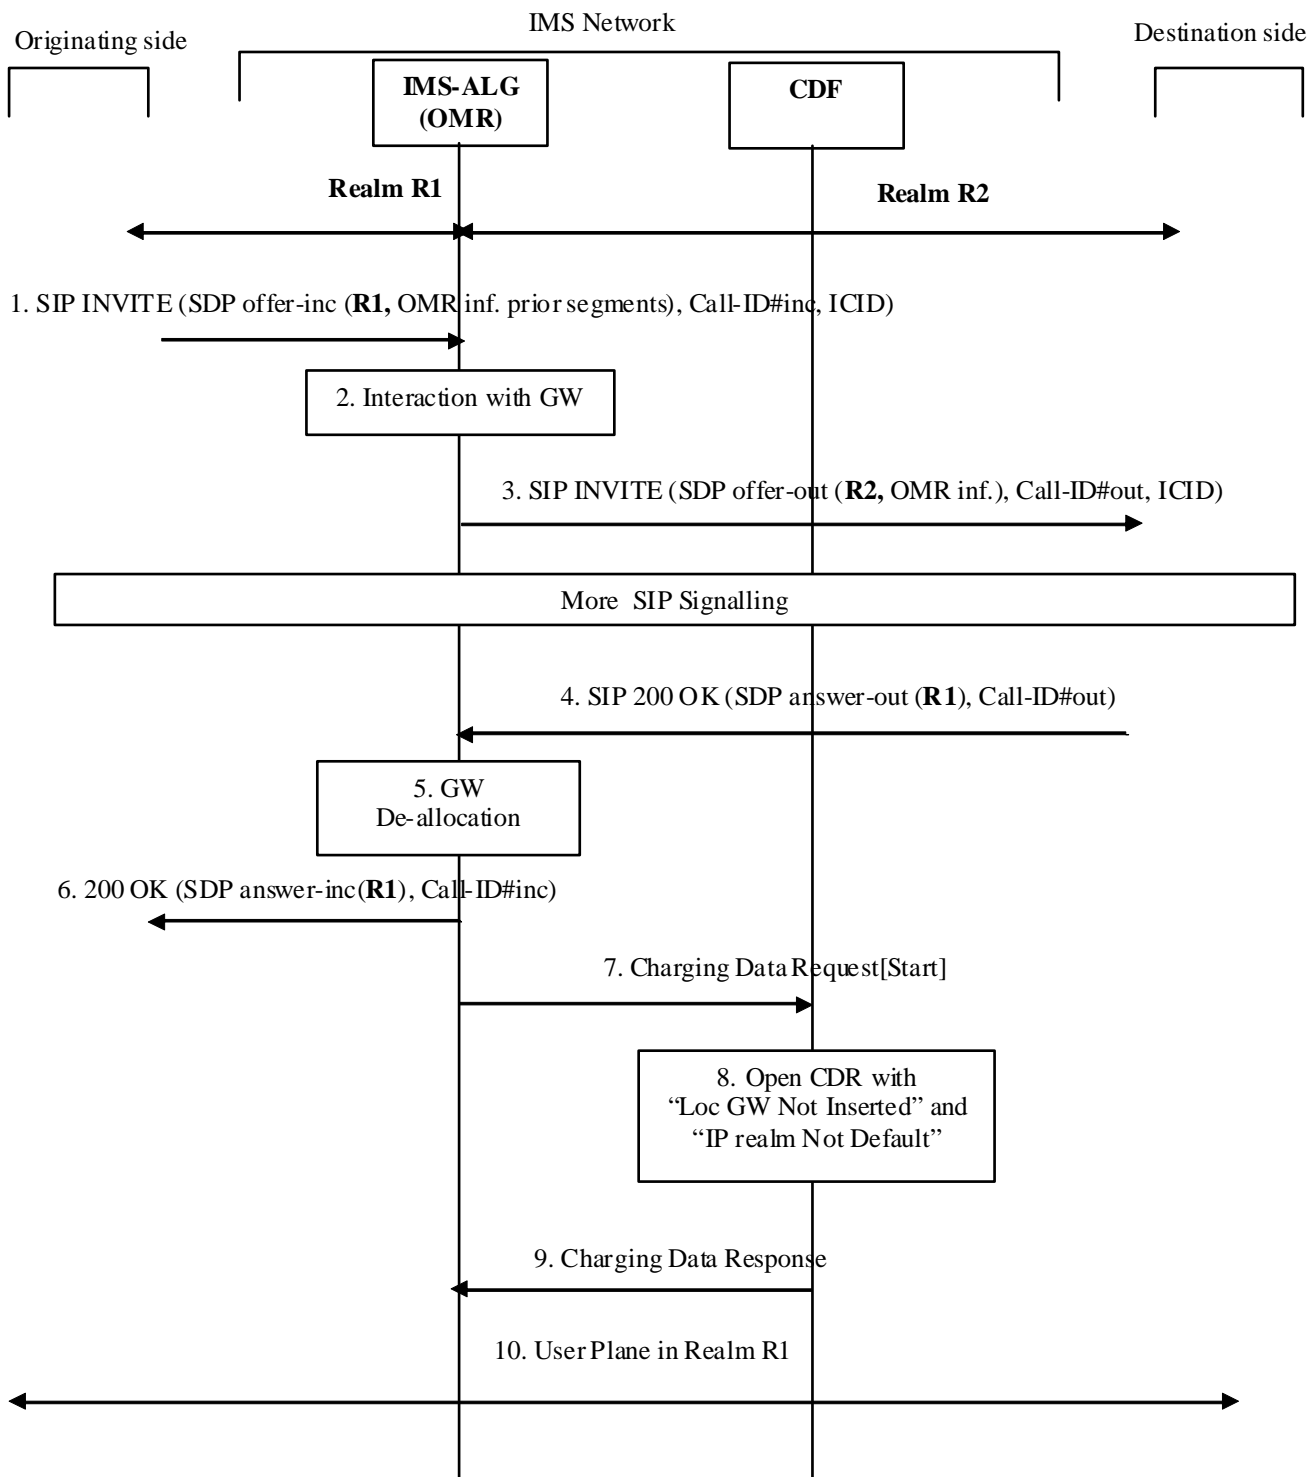 IMS Network
Originating side
Destination side
IMS-ALG
(OMR)
CDF
Realm R1
Realm R2
1. SIP INVITE (SDP offer-inc (R1, OMR inf. prior segments), Call-ID#inc, ICID)
2. Interaction with GW
3. SIP INVITE (SDP offer-out (R2, OMR inf.), Call-ID#out, ICID)
More SIP Signalling
4. SIP 200 OK (SDP answer-out (R1), Call-ID#out)
5. GW
De-allocation
6. 200 OK (SDP answer-inc(R1), Call-ID#inc)
7. Charging Data Request[Start]
8. Open CDR with
“Loc GW Not Inserted” and
“IP realm Not Default”
9. Charging Data Response
10. User Plane in Realm R1